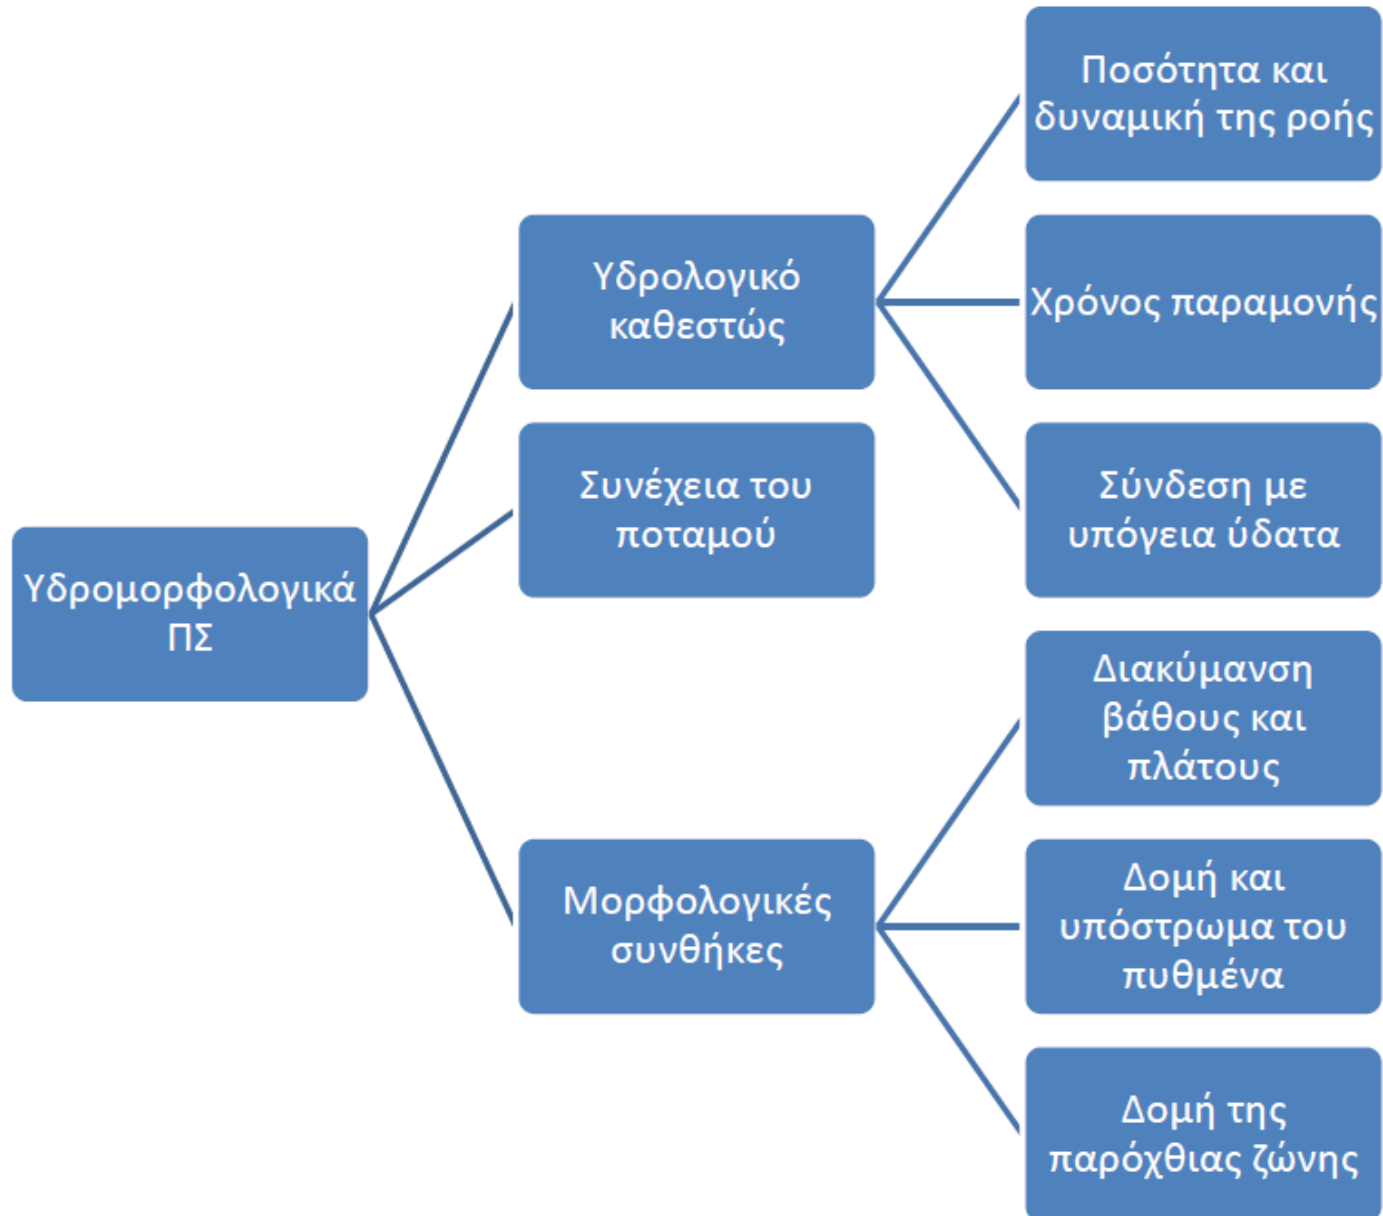 Υδρομορφολογικά
ΠΣ
Υδρολογικό
καθεστώς
Ποσότητα και
δυναμική της ροής
Χρόνος παραμονής
Σύνδεση με
υπόγεια ύδατα
Συνέχεια του
ποταμού
Μορφολογικές
συνθήκες
Διακύμανση
βάθους και
πλάτους
Δομή και
υπόστρωμα του
πυθμένα
Δομή της
παρόχθιας ζώνης